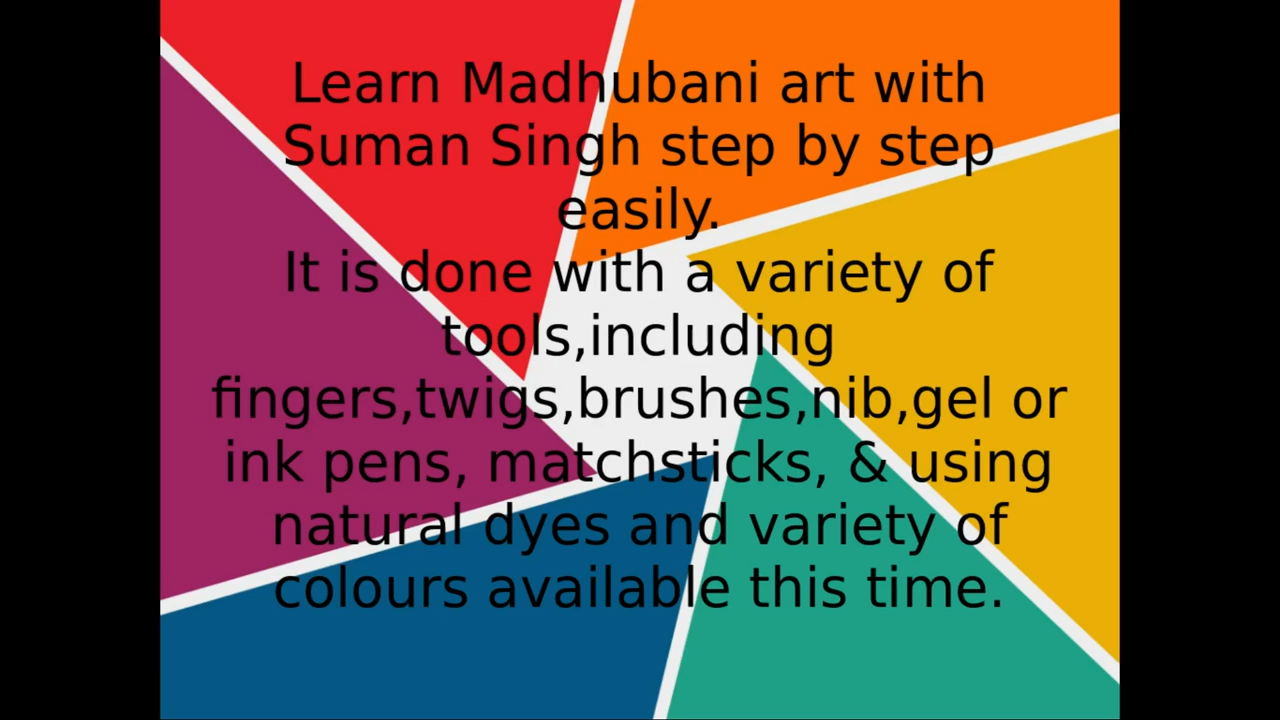 Learn Madhubani art with
Suman Singh step by step
easily.
It is done with a variety of
tools,including
fingers,twigs,brushes,nib,gel or
ink pens, matchsticks, & using
natural dyes and variety of
colours available this time.